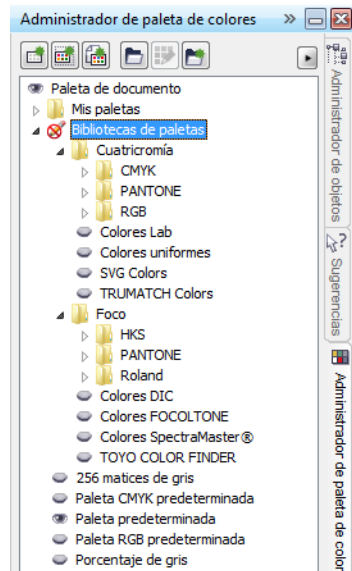 Administrador de paleta de colores
Paleta de documento
Mis paletas
Bibliotecas de paletas
Cuatricromía
CMYK
PANTONE
RGB
Colores Lab
Colores uniformes
SVG Colors
TRUMATCH Colors
Foco
HKS
PANTONE
Roland
Colores DIC
Colores FOCOLTONE
Colores SpectraMaster®
TOYO COLOR FINDER
256 matices de gris
Paleta CMYK predeterminada
Paleta predeterminada
Paleta RGB predeterminada
Porcentaje de gris
Administrador de objetos
Sugerencias
Administrador de paleta de color